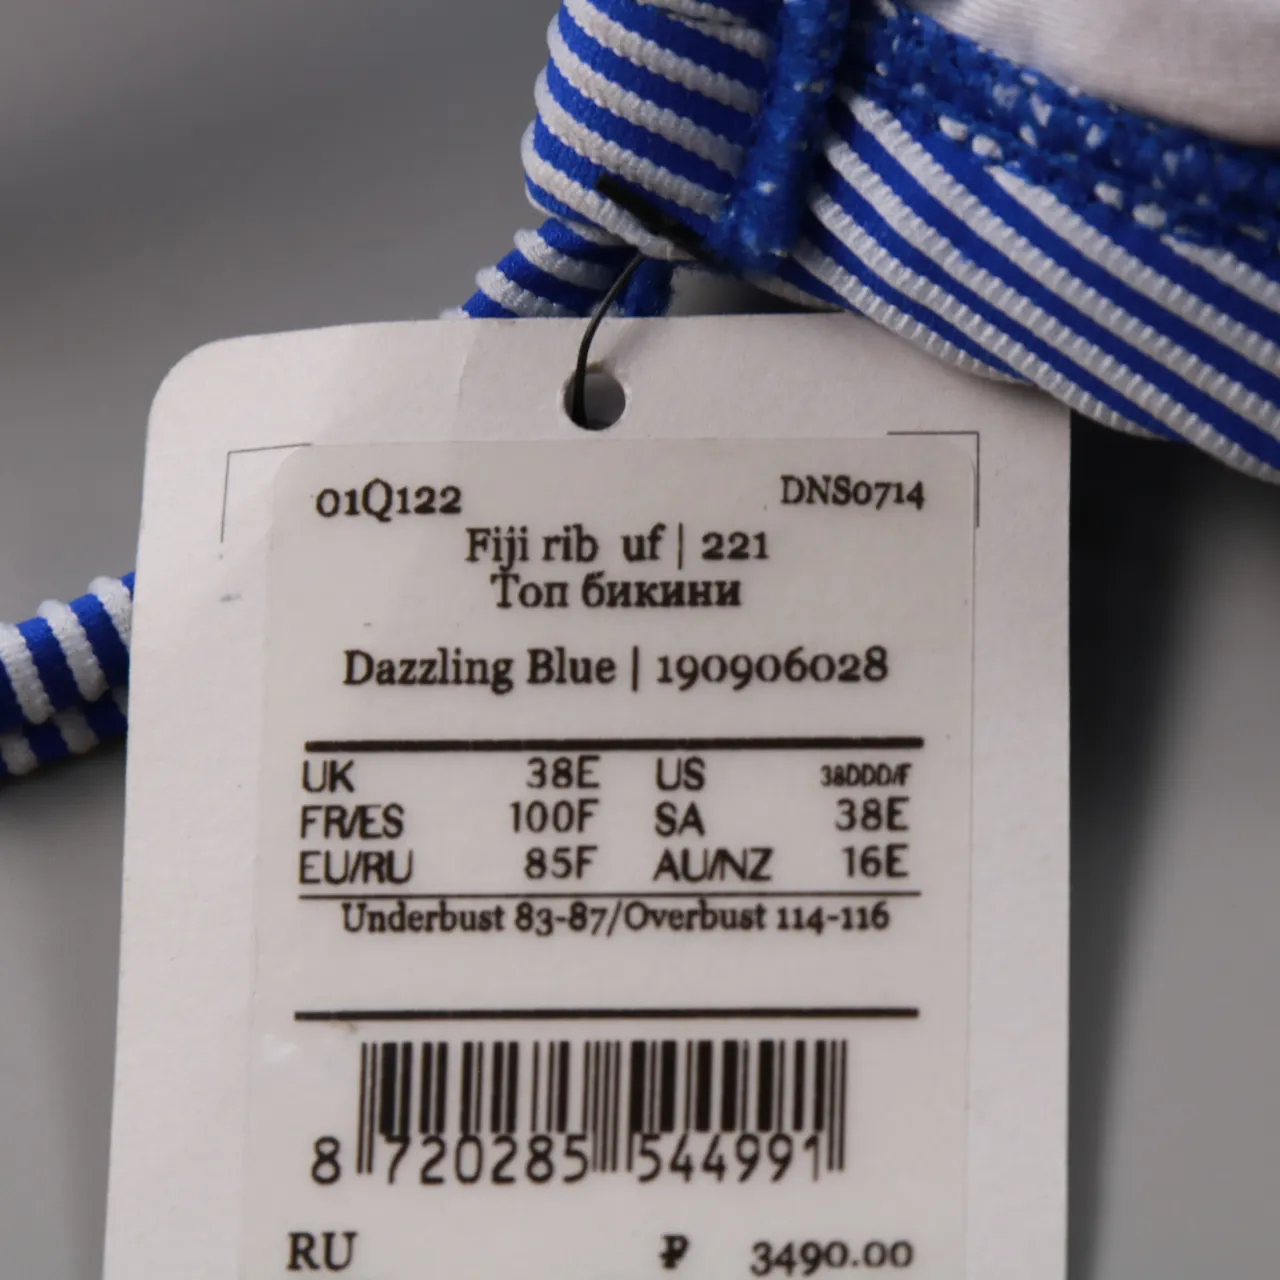 01Q122 DNS0714
Fiji rib uf | 221
Топ бикини
Dazzling Blue | 190906028
UK 38E US 38DDD/F
FR/ES 100F SA 38E
EU/RU 85F AU/NZ 16E
Underbust 83-87/Overbust 114-116
8 720285 544991
RU ₽ 3490.00